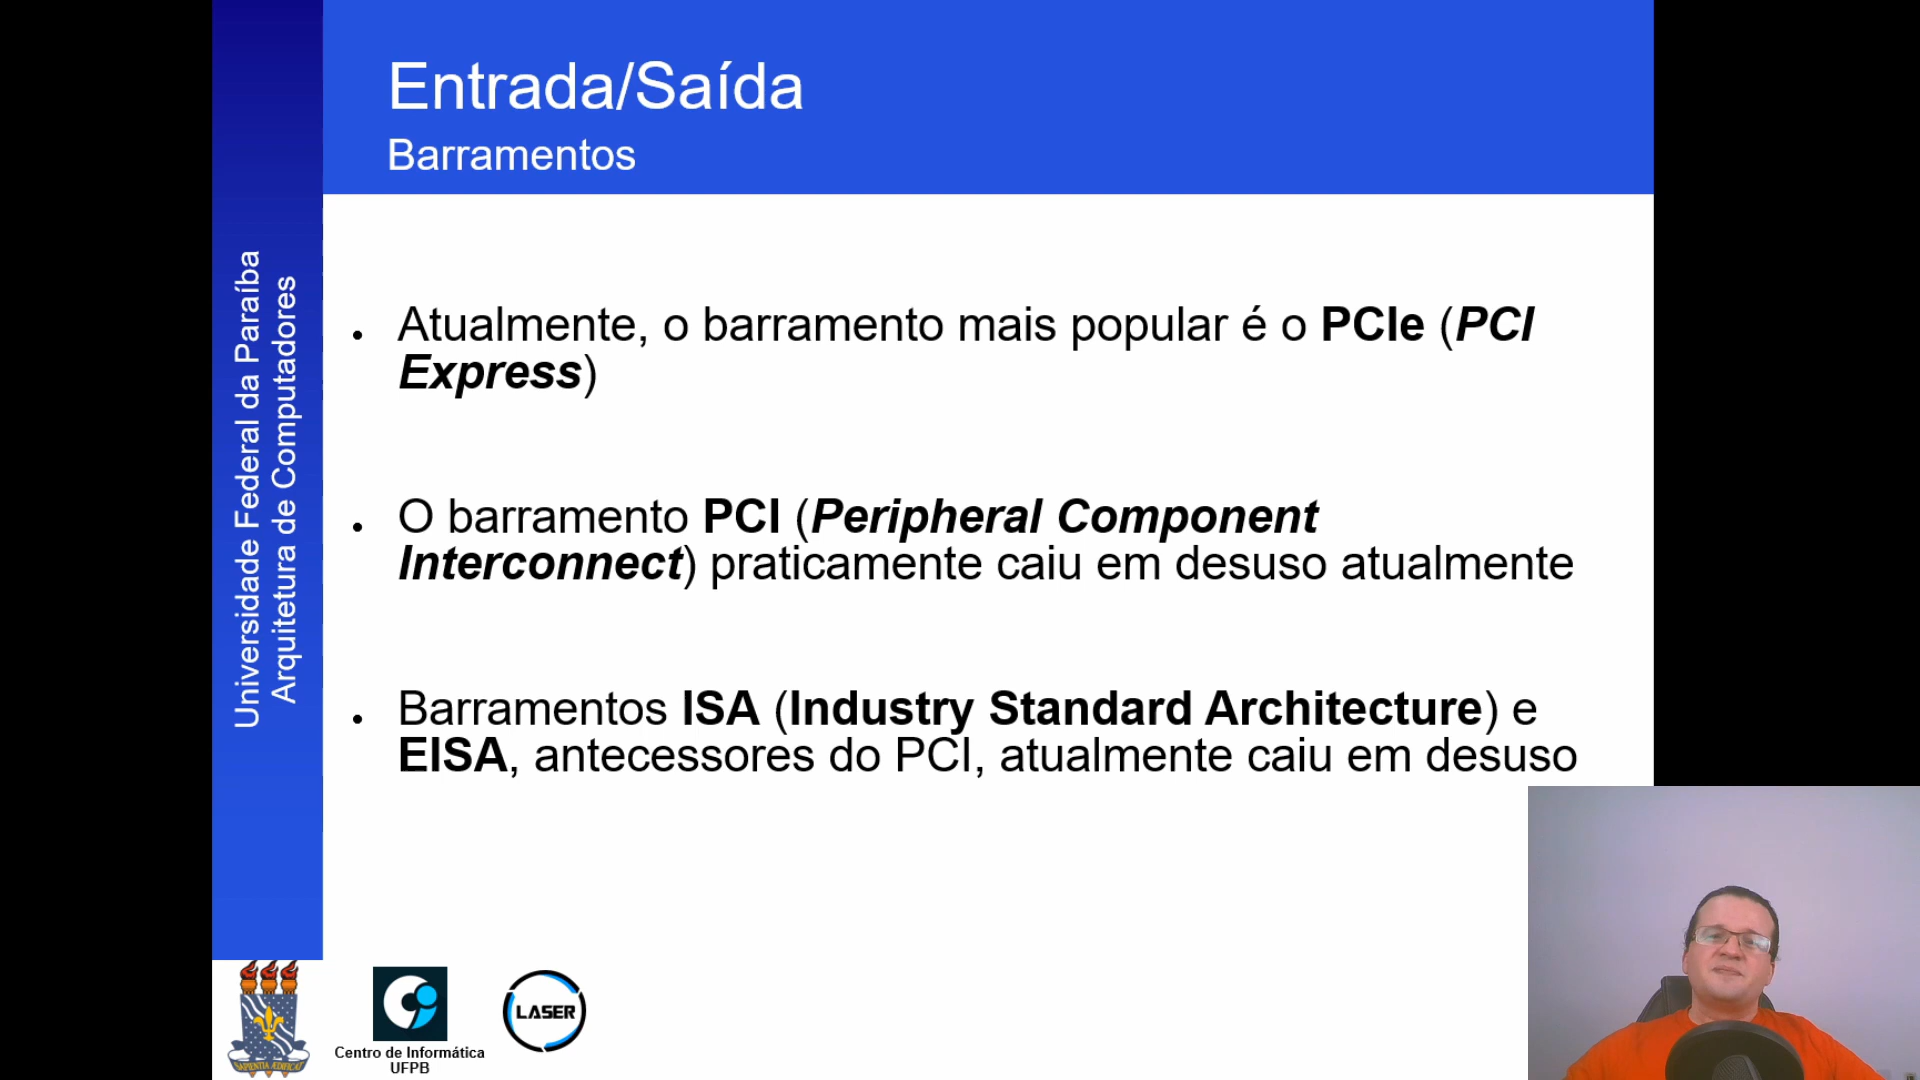 Entrada/Saída
Barramentos
Universidade Federal da Paraíba
Arquitetura de Computadores
• Atualmente, o barramento mais popular é o PCIe (PCI
Express)
• O barramento PCI (Peripheral Component
Interconnect) praticamente caiu em desuso atualmente
• Barramentos ISA (Industry Standard Architecture) e
EISA, antecessores do PCI, atualmente caiu em desuso
SAPIENTIA ÆDIFICAT
Centro de Informática
UFPB
LASER